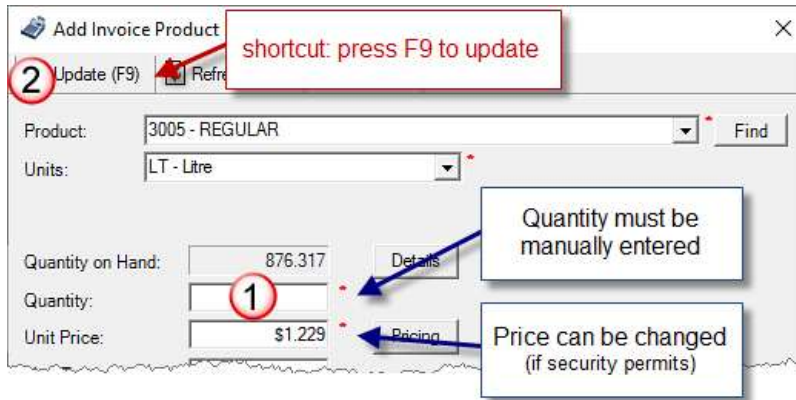 Add Invoice Product
shortcut: press F9 to update
2 Update (F9) Refre
Product: 3005 - REGULAR * Find
Units: LT - Litre *
Quantity must be
manually entered
Quantity on Hand: 876.317 Details
Quantity: 1 *
Unit Price: $1.229 * Pricing
Price can be changed
(if security permits)